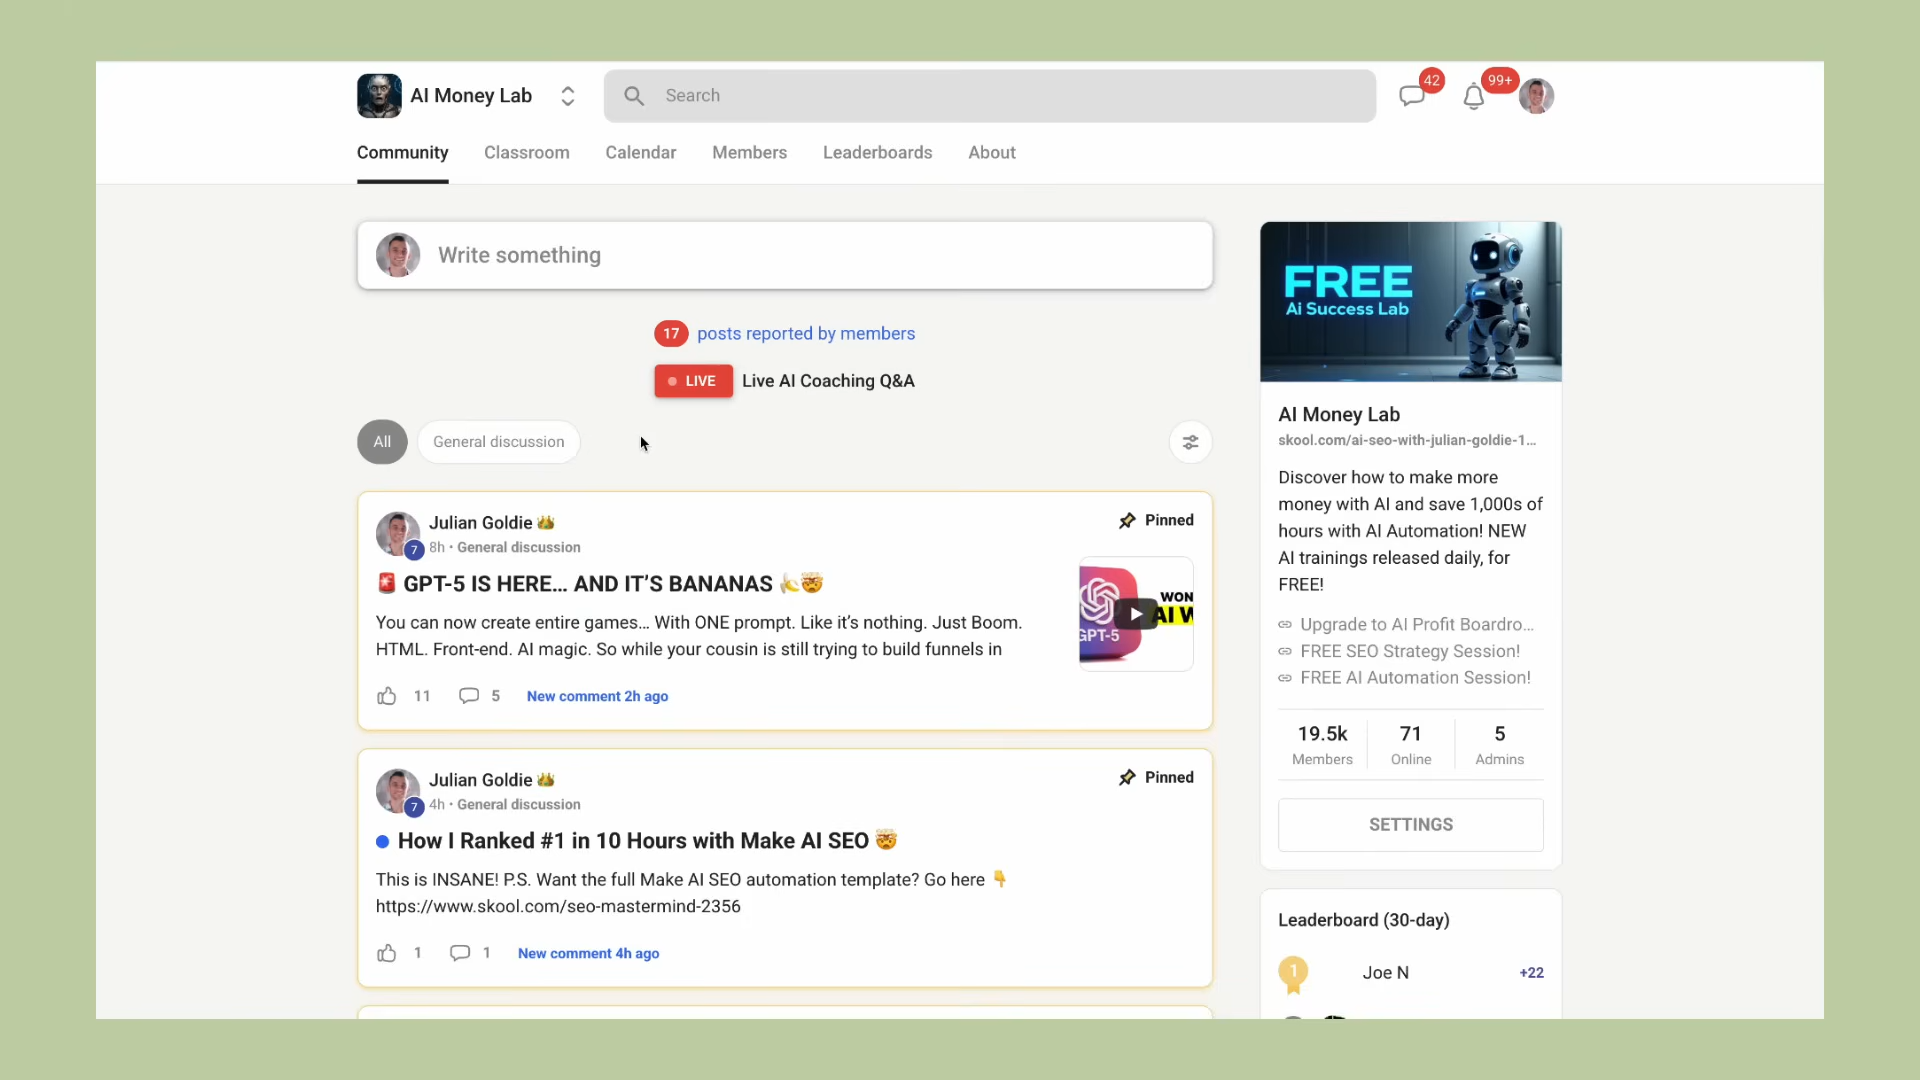 AI Money Lab
Search
42
99+
Community
Classroom
Calendar
Members
Leaderboards
About
Write something
17 posts reported by members
LIVE Live AI Coaching Q&A
All
General discussion
Julian Goldie
7
8h • General discussion
Pinned
GPT-5 IS HERE… AND IT’S BANANAS
You can now create entire games… With ONE prompt. Like it’s nothing. Just Boom.
HTML. Front-end. AI magic. So while your cousin is still trying to build funnels in
WON
AI W
GPT-5
11
5
New comment 2h ago
Julian Goldie
7
4h • General discussion
Pinned
How I Ranked #1 in 10 Hours with Make AI SEO
This is INSANE! P.S. Want the full Make AI SEO automation template? Go here
https://www.skool.com/seo-mastermind-2356
1
1
New comment 4h ago
FREE
Ai Success Lab
AI Money Lab
skool.com/ai-seo-with-julian-goldie-1...
Discover how to make more
money with AI and save 1,000s of
hours with AI Automation! NEW
AI trainings released daily, for
FREE!
Upgrade to AI Profit Boardro...
FREE SEO Strategy Session!
FREE AI Automation Session!
19.5k
Members
71
Online
5
Admins
SETTINGS
Leaderboard (30-day)
1
Joe N
+22